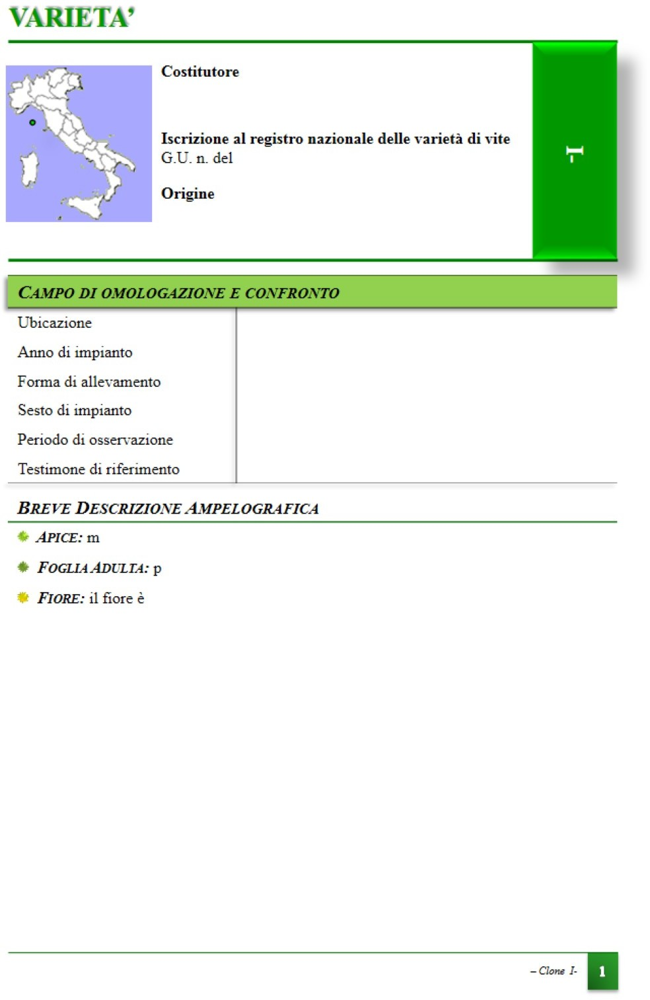 VARIETA’
Costitutore
Iscrizione al registro nazionale delle varietà di vite
G.U. n. del
Origine
I-
CAMPO DI OMOLOGAZIONE E CONFRONTO
Ubicazione
Anno di impianto
Forma di allevamento
Sesto di impianto
Periodo di osservazione
Testimone di riferimento
BREVE DESCRIZIONE AMPELOGRAFICA
APICE: m
FOGLIA ADULTA: p
FIORE: il fiore è
– Clone I-
1